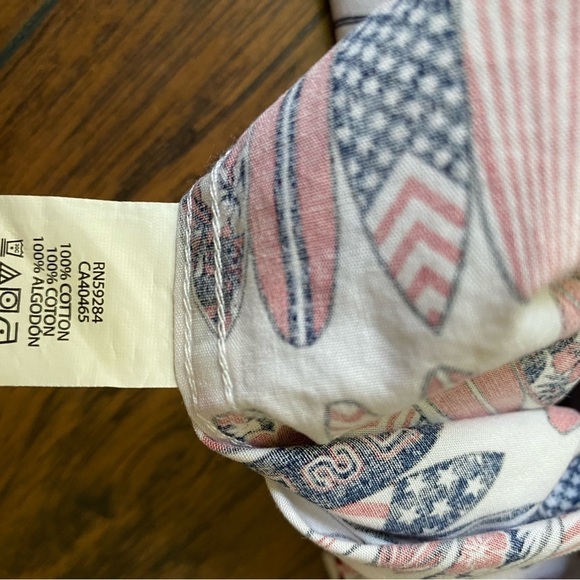 RN59284
CA40465
100% COTTON
100% COTON
100% ALGODÓN